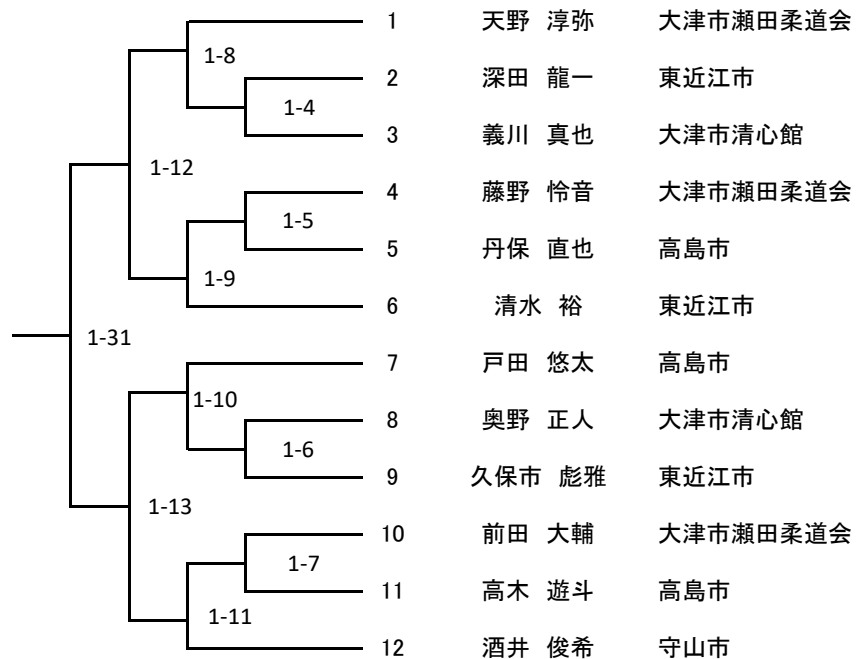 1 天野 淳弥 大津市瀬田柔道会
1-8
2 深田 龍一 東近江市
1-4
3 義川 真也 大津市清心館
1-12
4 藤野 怜音 大津市瀬田柔道会
1-5
5 丹保 直也 高島市
1-9
6 清水 裕 東近江市
1-31
7 戸田 悠太 高島市
1-10
8 奥野 正人 大津市清心館
1-6
9 久保市 彪雅 東近江市
1-13
10 前田 大輔 大津市瀬田柔道会
1-7
11 高木 遊斗 高島市
1-11
12 酒井 俊希 守山市